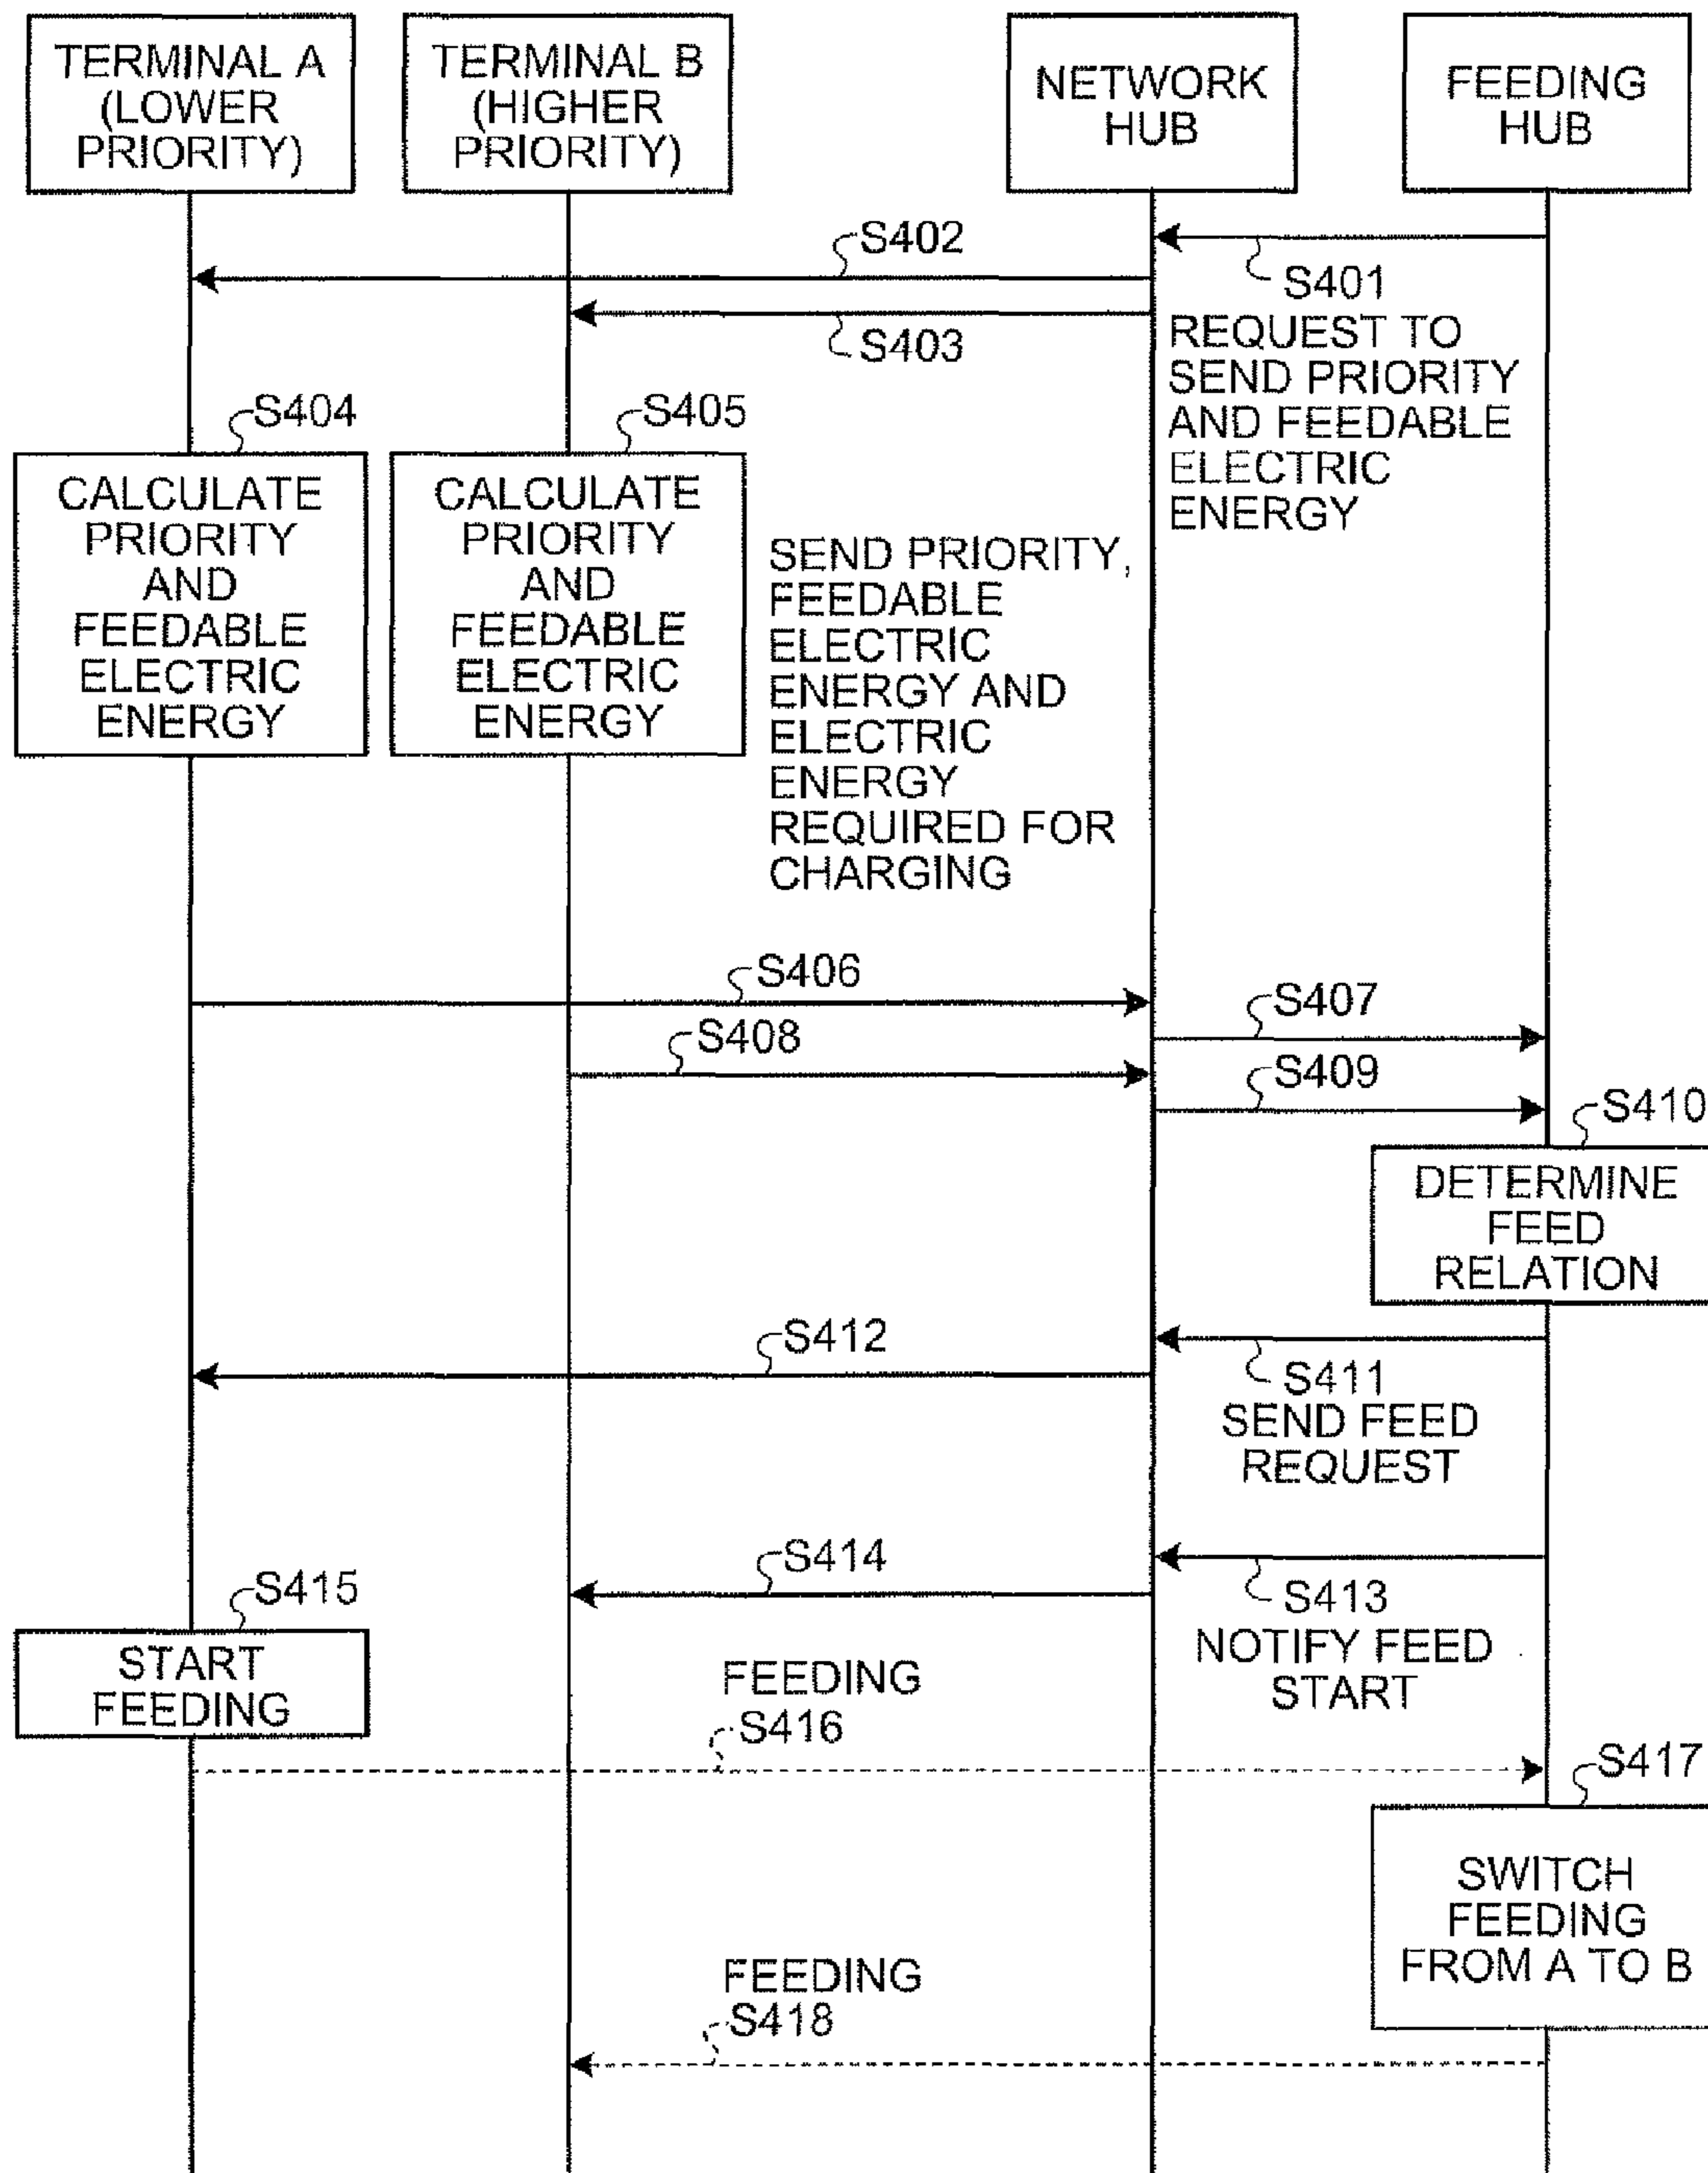 TERMINAL A
(LOWER
PRIORITY)
TERMINAL B
(HIGHER
PRIORITY)
NETWORK
HUB
FEEDING
HUB
S402
S401
REQUEST TO
SEND PRIORITY
AND FEEDABLE
ELECTRIC
ENERGY
S403
S404
CALCULATE
PRIORITY
AND
FEEDABLE
ELECTRIC
ENERGY
S405
CALCULATE
PRIORITY
AND
FEEDABLE
ELECTRIC
ENERGY
SEND PRIORITY,
FEEDABLE
ELECTRIC
ENERGY AND
ELECTRIC
ENERGY
REQUIRED FOR
CHARGING
S406
S407
S408
S409
S410
DETERMINE
FEED
RELATION
S412
S411
SEND FEED
REQUEST
S414
S413
NOTIFY FEED
START
S415
START
FEEDING
FEEDING
S416
S417
SWITCH
FEEDING
FROM A TO B
FEEDING
S418